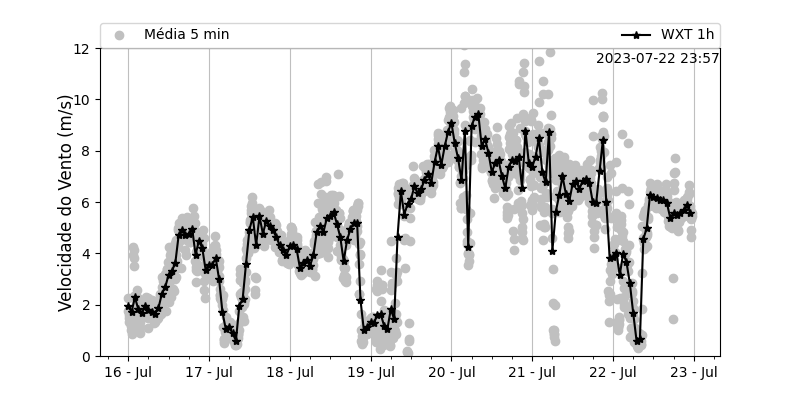 Média 5 min
WXT 1h
2023-07-22 23:57
Velocidade do Vento (m/s)
12
10
8
6
4
2
0
16 - Jul
17 - Jul
18 - Jul
19 - Jul
20 - Jul
21 - Jul
22 - Jul
23 - Jul